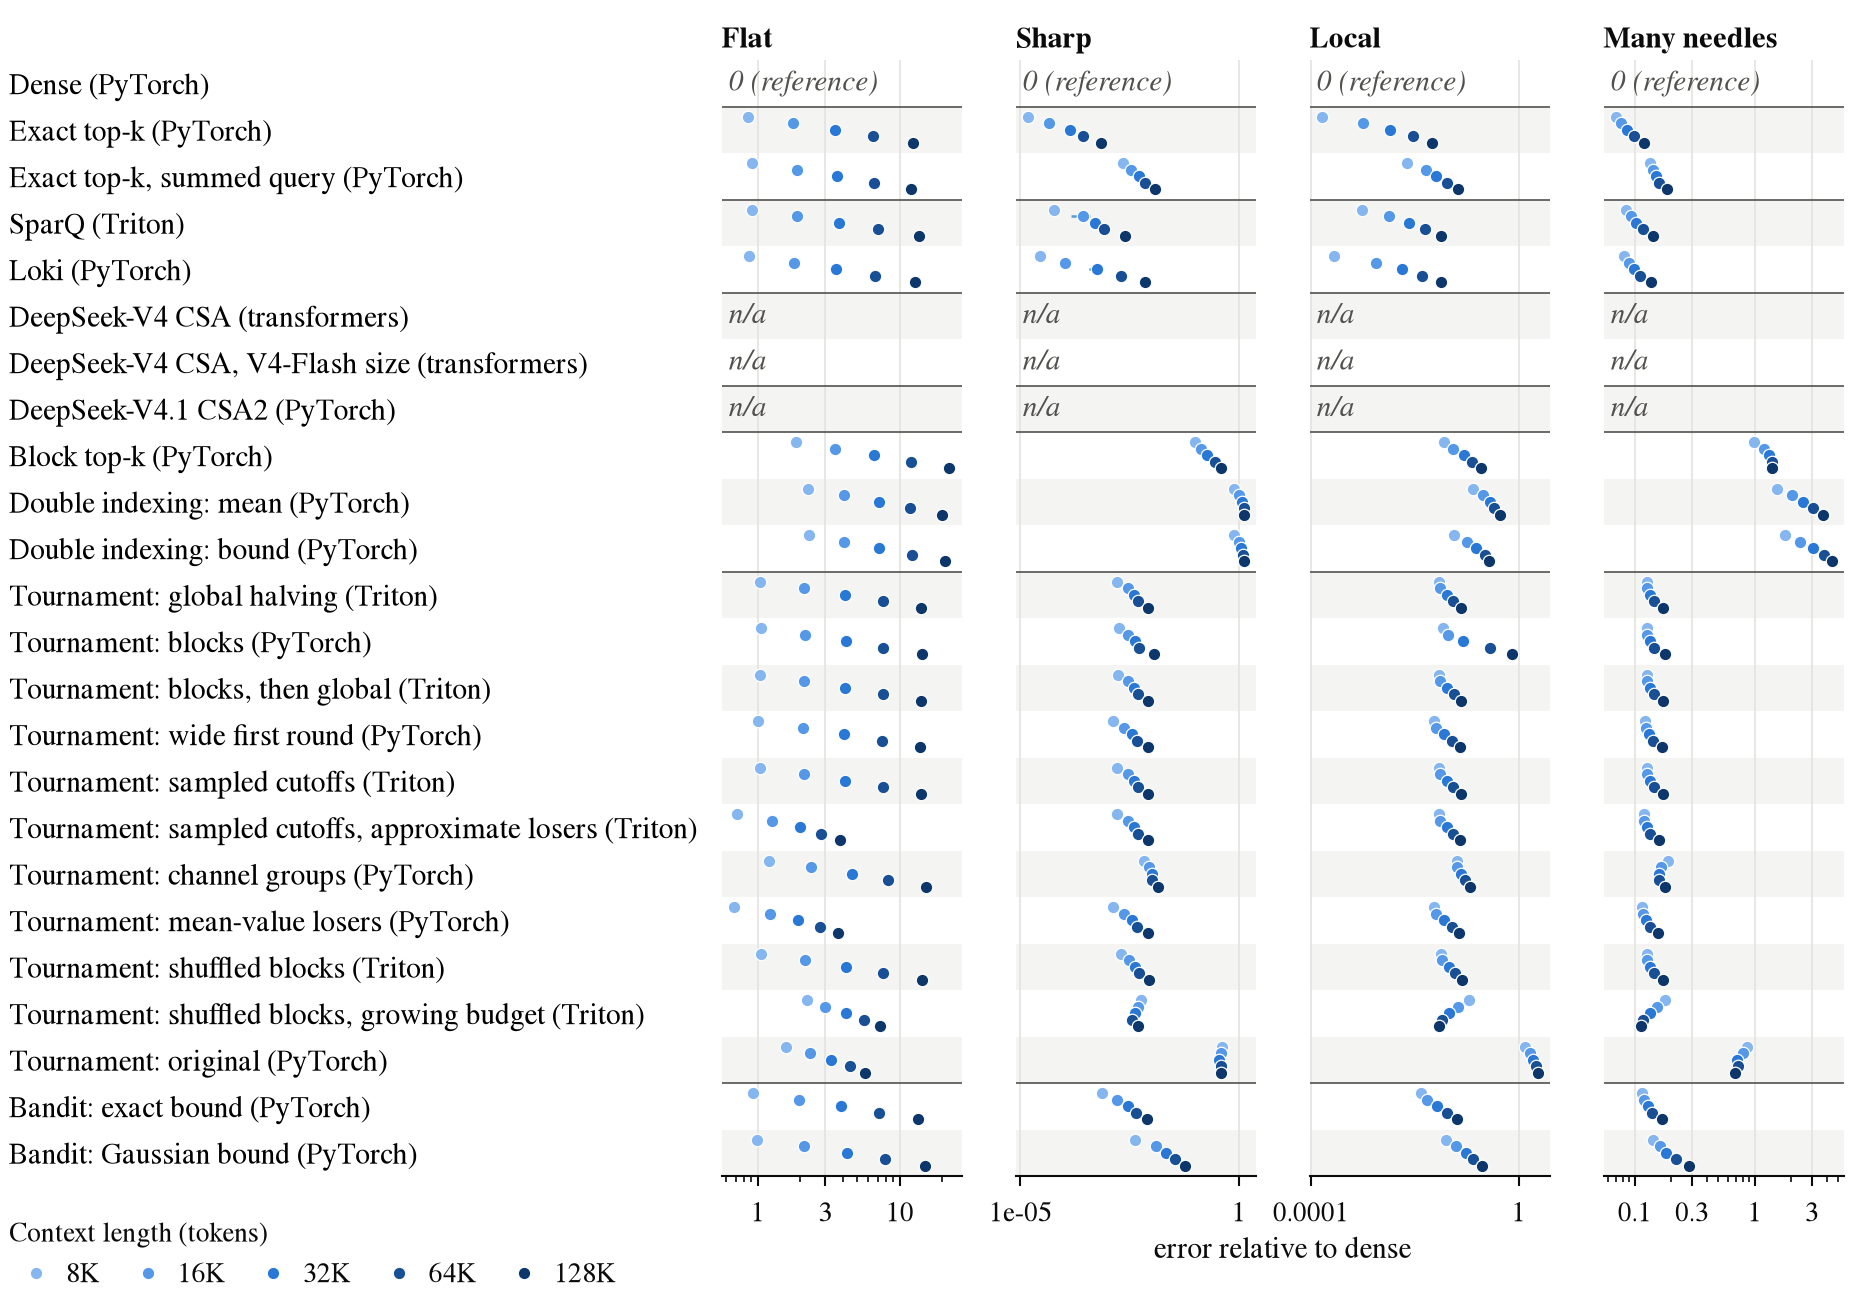 Flat Sharp Local Many needles
Dense (PyTorch) 0 (reference) 0 (reference) 0 (reference) 0 (reference)
Exact top-k (PyTorch)
Exact top-k, summed query (PyTorch)
SparQ (Triton)
Loki (PyTorch)
DeepSeek-V4 CSA (transformers) n/a n/a n/a n/a
DeepSeek-V4 CSA, V4-Flash size (transformers) n/a n/a n/a n/a
DeepSeek-V4.1 CSA2 (PyTorch) n/a n/a n/a n/a
Block top-k (PyTorch)
Double indexing: mean (PyTorch)
Double indexing: bound (PyTorch)
Tournament: global halving (Triton)
Tournament: blocks (PyTorch)
Tournament: blocks, then global (Triton)
Tournament: wide first round (PyTorch)
Tournament: sampled cutoffs (Triton)
Tournament: sampled cutoffs, approximate losers (Triton)
Tournament: channel groups (PyTorch)
Tournament: mean-value losers (PyTorch)
Tournament: shuffled blocks (Triton)
Tournament: shuffled blocks, growing budget (Triton)
Tournament: original (PyTorch)
Bandit: exact bound (PyTorch)
Bandit: Gaussian bound (PyTorch)
1 3 10 1e-05 1 0.0001 1 0.1 0.3 1 3
error relative to dense
Context length (tokens)
8K 16K 32K 64K 128K